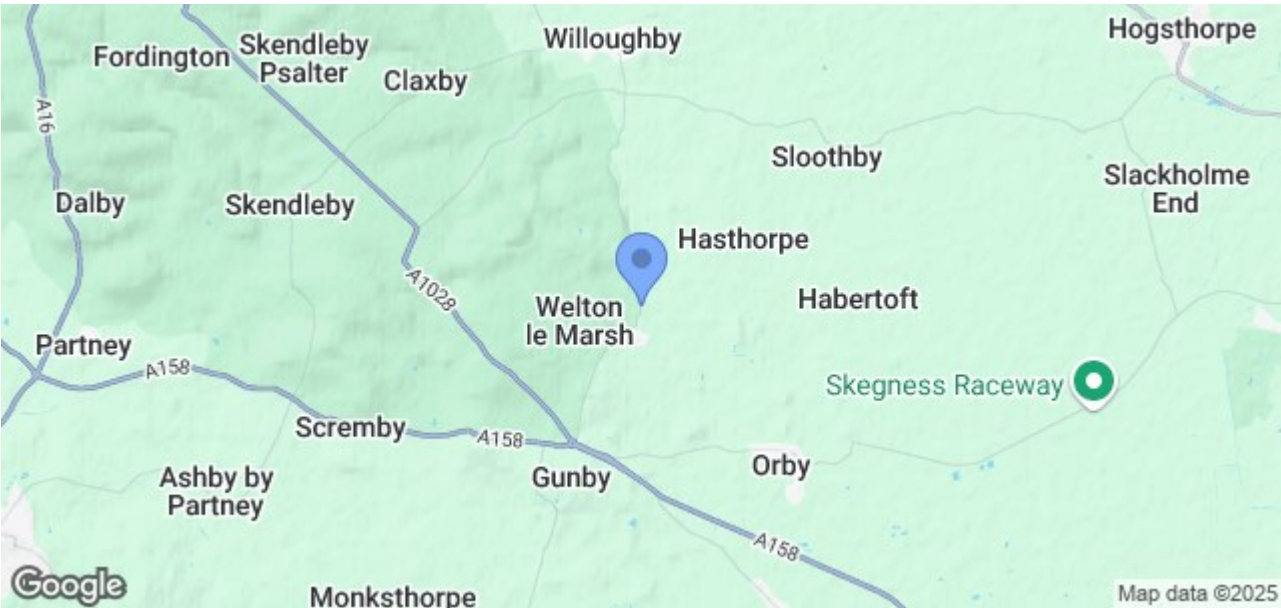 Willoughby
Hogsthorpe
Fordington
Skendleby
Psalter
Claxby
A16
Sloothby
Slackholme
End
Dalby
Skendleby
Hasthorpe
A1028
Welton
le Marsh
Habertoft
Partney
A158
Skegness Raceway
Scremby
A158
Orby
Ashby by
Partney
Gunby
A158
Google
Monksthorpe
Map data ©2025